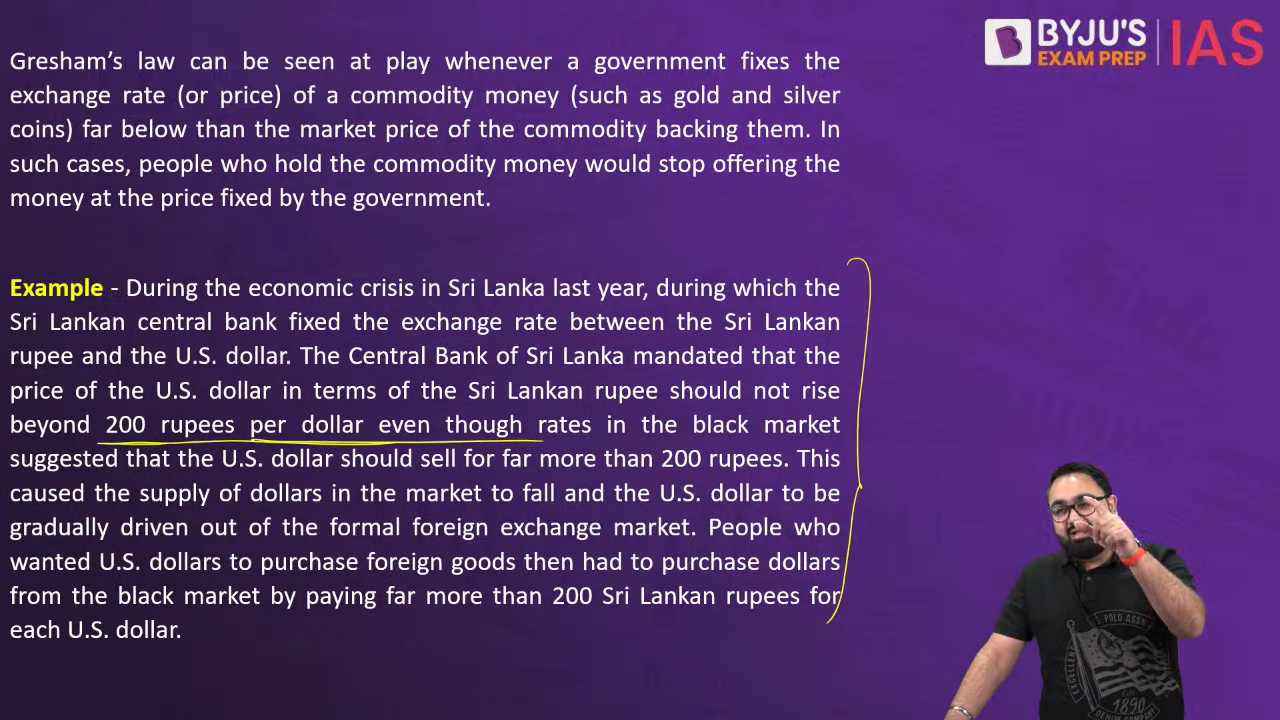 BYJU'S
EXAM PREP
IAS
Gresham's law can be seen at play whenever a government fixes the
exchange rate (or price) of a commodity money (such as gold and silver
coins) far below than the market price of the commodity backing them. In
such cases, people who hold the commodity money would stop offering the
money at the price fixed by the government.
Example - During the economic crisis in Sri Lanka last year, during which the
Sri Lankan central bank fixed the exchange rate between the Sri Lankan
rupee and the U.S. dollar. The Central Bank of Sri Lanka mandated that the
price of the U.S. dollar in terms of the Sri Lankan rupee should not rise
beyond 200 rupees per dollar even though rates in the black market
suggested that the U.S. dollar should sell for far more than 200 rupees. This
caused the supply of dollars in the market to fall and the U.S. dollar to be
gradually driven out of the formal foreign exchange market. People who
wanted U.S. dollars to purchase foreign goods then had to purchase dollars
from the black market by paying far more than 200 Sri Lankan rupees for
each U.S. dollar.
U.S. POLO ASSN.
EXCELLENT
1890
DENIM COMPANY